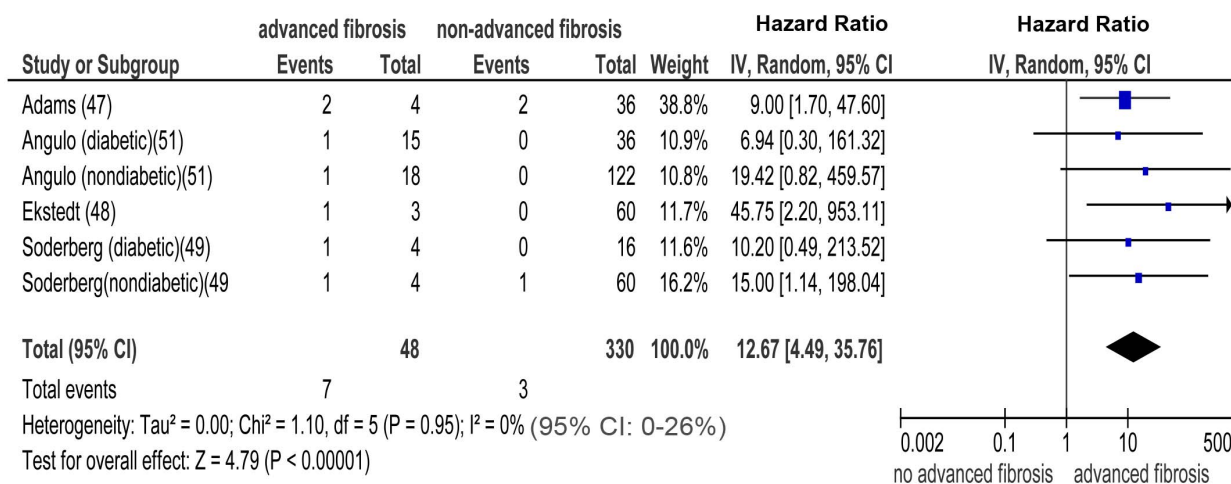 advanced fibrosis non-advanced fibrosis Hazard Ratio Hazard Ratio
Study or Subgroup Events Total Events Total Weight IV, Random, 95% CI IV, Random, 95% CI
Adams (47) 2 4 2 36 38.8% 9.00 [1.70, 47.60]
Angulo (diabetic)(51) 1 15 0 36 10.9% 6.94 [0.30, 161.32]
Angulo (nondiabetic)(51) 1 18 0 122 10.8% 19.42 [0.82, 459.57]
Ekstedt (48) 1 3 0 60 11.7% 45.75 [2.20, 953.11]
Soderberg (diabetic)(49) 1 4 0 16 11.6% 10.20 [0.49, 213.52]
Soderberg(nondiabetic)(49 1 4 1 60 16.2% 15.00 [1.14, 198.04]
Total (95% CI) 48 330 100.0% 12.67 [4.49, 35.76]
Total events 7 3
Heterogeneity: Tau² = 0.00; Chi² = 1.10, df = 5 (P = 0.95); I² = 0% (95% CI: 0-26%)
Test for overall effect: Z = 4.79 (P < 0.00001)
0.002 0.1 1 10 500
no advanced fibrosis advanced fibrosis